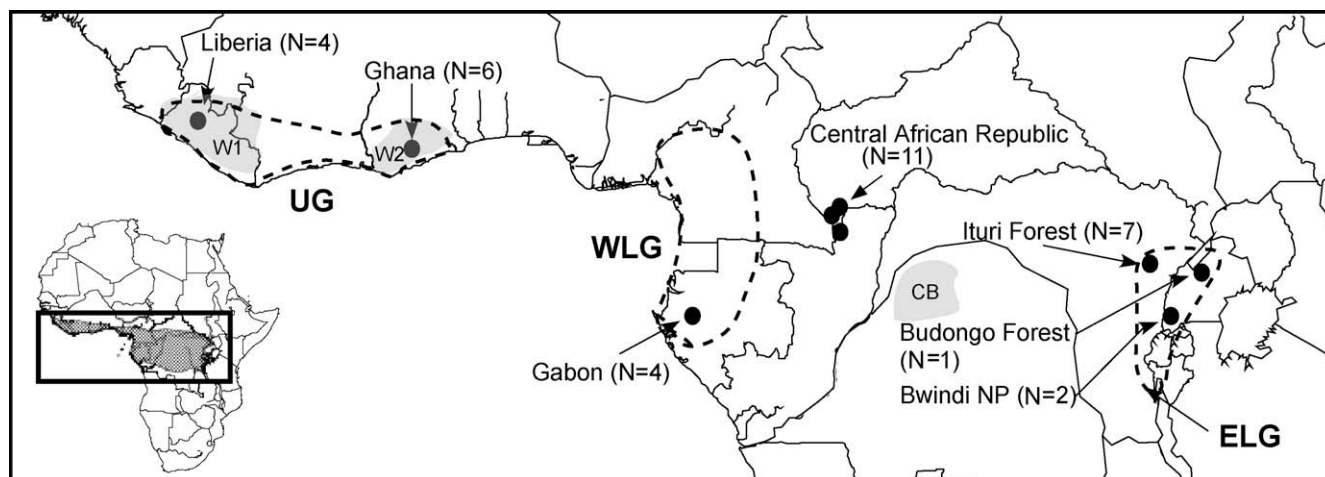 Liberia (N=4)
Ghana (N=6)
Central African Republic
(N=11)
W1
W2
UG
Ituri Forest (N=7)
WLG
CB
Budongo Forest
(N=1)
Gabon (N=4)
Bwindi NP (N=2)
ELG